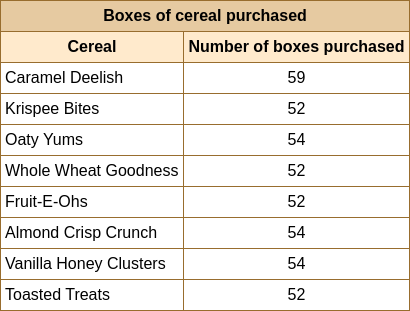 Boxes of cereal purchased
Cereal Number of boxes purchased
Caramel Deelish 59
Krispee Bites 52
Oaty Yums 54
Whole Wheat Goodness 52
Fruit-E-Ohs 52
Almond Crisp Crunch 54
Vanilla Honey Clusters 54
Toasted Treats 52